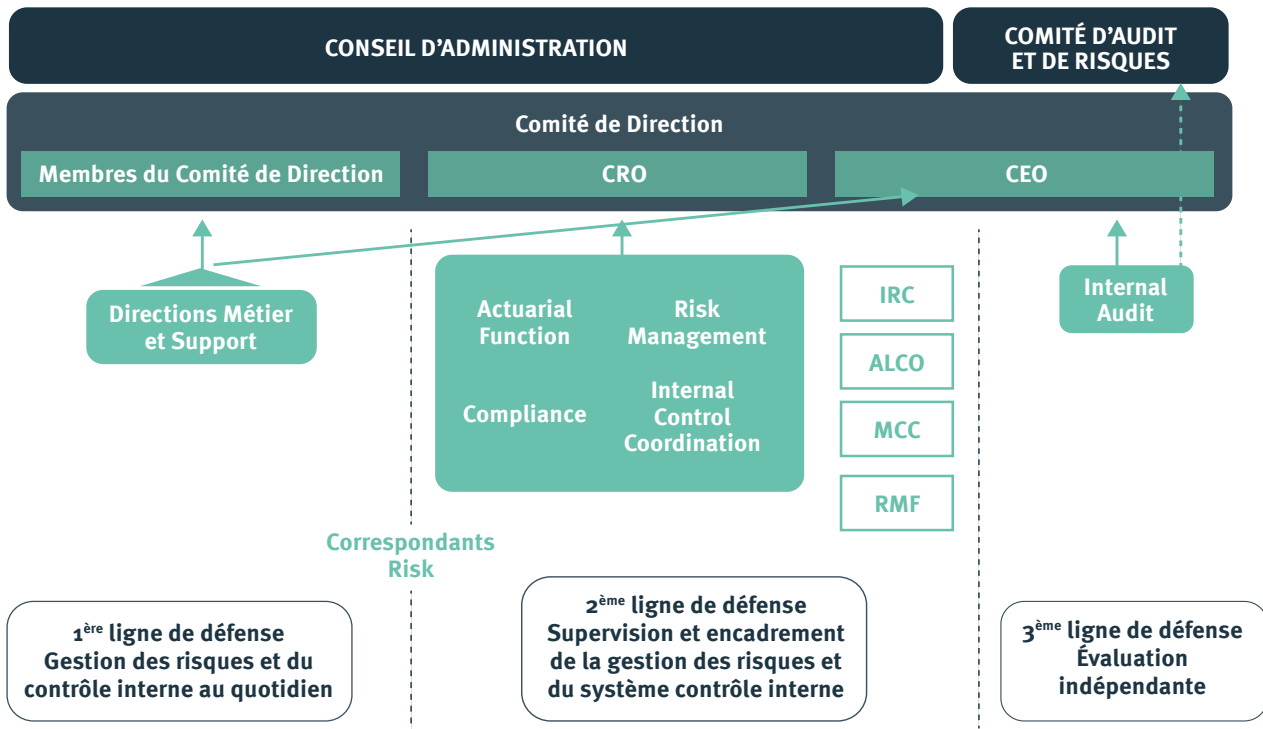 CONSEIL D’ADMINISTRATION
COMITÉ D’AUDIT
ET DE RISQUES
Comité de Direction
Membres du Comité de Direction
CRO
CEO
Directions Métier
et Support
Actuarial
Function
Risk
Management
Compliance
Internal
Control
Coordination
IRC
ALCO
MCC
RMF
Internal
Audit
Correspondants
Risk
1ère ligne de défense
Gestion des risques et du
contrôle interne au quotidien
2ème ligne de défense
Supervision et encadrement
de la gestion des risques et
du système contrôle interne
3ème ligne de défense
Évaluation
indépendante